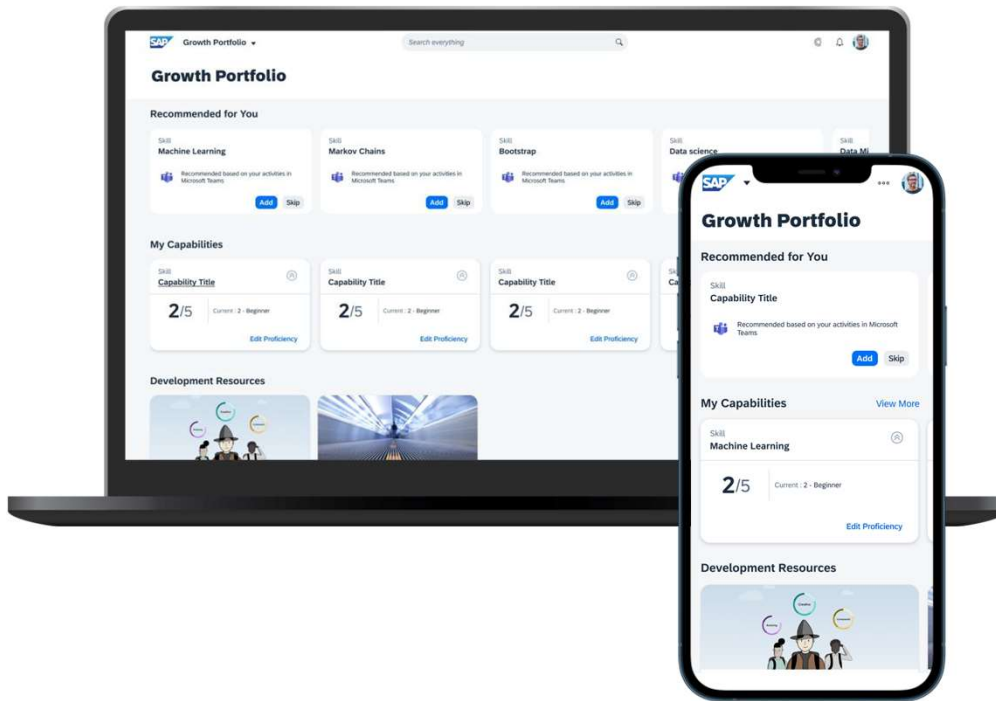 SAP Growth Portfolio
Search everything
Growth Portfolio
Recommended for You
Skill
Machine Learning
Recommended based on your activities in
Microsoft Teams
Add Skip
Skill
Markov Chains
Recommended based on your activities in
Microsoft Teams
Add Skip
Skill
Bootstrap
Recommended based on your activities in
Microsoft Teams
Add Skip
Skill
Data science
Skill
Data Mi
My Capabilities
Skill
Capability Title
2/5
Current : 2 - Beginner
Edit Proficiency
Skill
Capability Title
2/5
Current : 2 - Beginner
Edit Proficiency
Skill
Capability Title
2/5
Current : 2 - Beginner
Edit Proficiency
Sk
Ca
Development Resources
SAP
Growth Portfolio
Recommended for You
Skill
Capability Title
Recommended based on your activities in Microsoft
Teams
Add Skip
My Capabilities View More
Skill
Machine Learning
2/5
Current : 2 - Beginner
Edit Proficiency
Development Resources